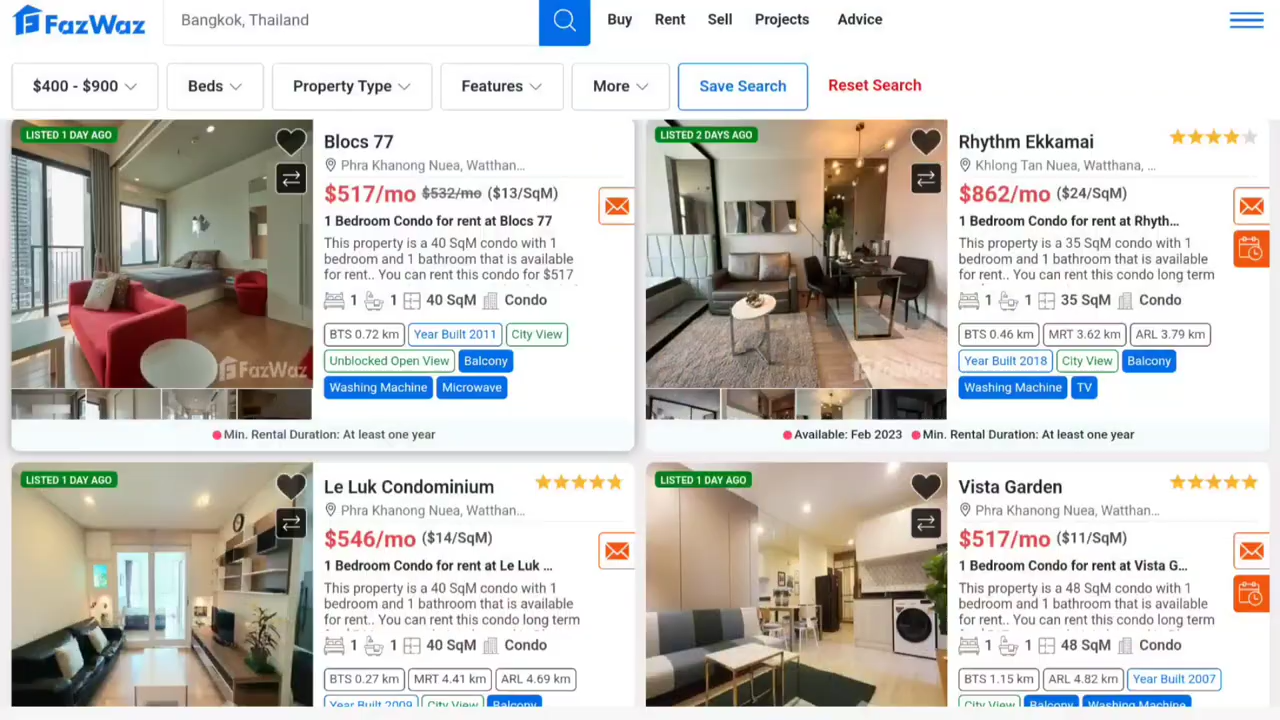 FazWaz
Bangkok, Thailand
Buy Rent Sell Projects Advice
$400 - $900 Beds Property Type Features More Save Search Reset Search
LISTED 1 DAY AGO
Blocs 77
Phra Khanong Nuea, Watthan...
$517/mo $532/mo ($13/SqM)
1 Bedroom Condo for rent at Blocs 77
This property is a 40 SqM condo with 1
bedroom and 1 bathroom that is available
for rent.. You can rent this condo for $517
1 1 40 SqM Condo
BTS 0.72 km Year Built 2011 City View
Unblocked Open View Balcony
Washing Machine Microwave
FazWaz
Min. Rental Duration: At least one year
LISTED 2 DAYS AGO
Rhythm Ekkamai
Khlong Tan Nuea, Watthana, ...
$862/mo ($24/SqM)
1 Bedroom Condo for rent at Rhyth...
This property is a 35 SqM condo with 1
bedroom and 1 bathroom that is available
for rent.. You can rent this condo long term
1 1 35 SqM Condo
BTS 0.46 km MRT 3.62 km ARL 3.79 km
Year Built 2018 City View Balcony
Washing Machine TV
FazWaz
Available: Feb 2023 Min. Rental Duration: At least one year
LISTED 1 DAY AGO
Le Luk Condominium
Phra Khanong Nuea, Watthan...
$546/mo ($14/SqM)
1 Bedroom Condo for rent at Le Luk ...
This property is a 40 SqM condo with 1
bedroom and 1 bathroom that is available
for rent.. You can rent this condo long term
1 1 40 SqM Condo
BTS 0.27 km MRT 4.41 km ARL 4.69 km
Year Built 2009 City View Balcony
LISTED 1 DAY AGO
Vista Garden
Phra Khanong Nuea, Watthan...
$517/mo ($11/SqM)
1 Bedroom Condo for rent at Vista G...
This property is a 48 SqM condo with 1
bedroom and 1 bathroom that is available
for rent.. You can rent this condo long term
1 1 48 SqM Condo
BTS 1.15 km ARL 4.82 km Year Built 2007
City View Balcony Washing Machine